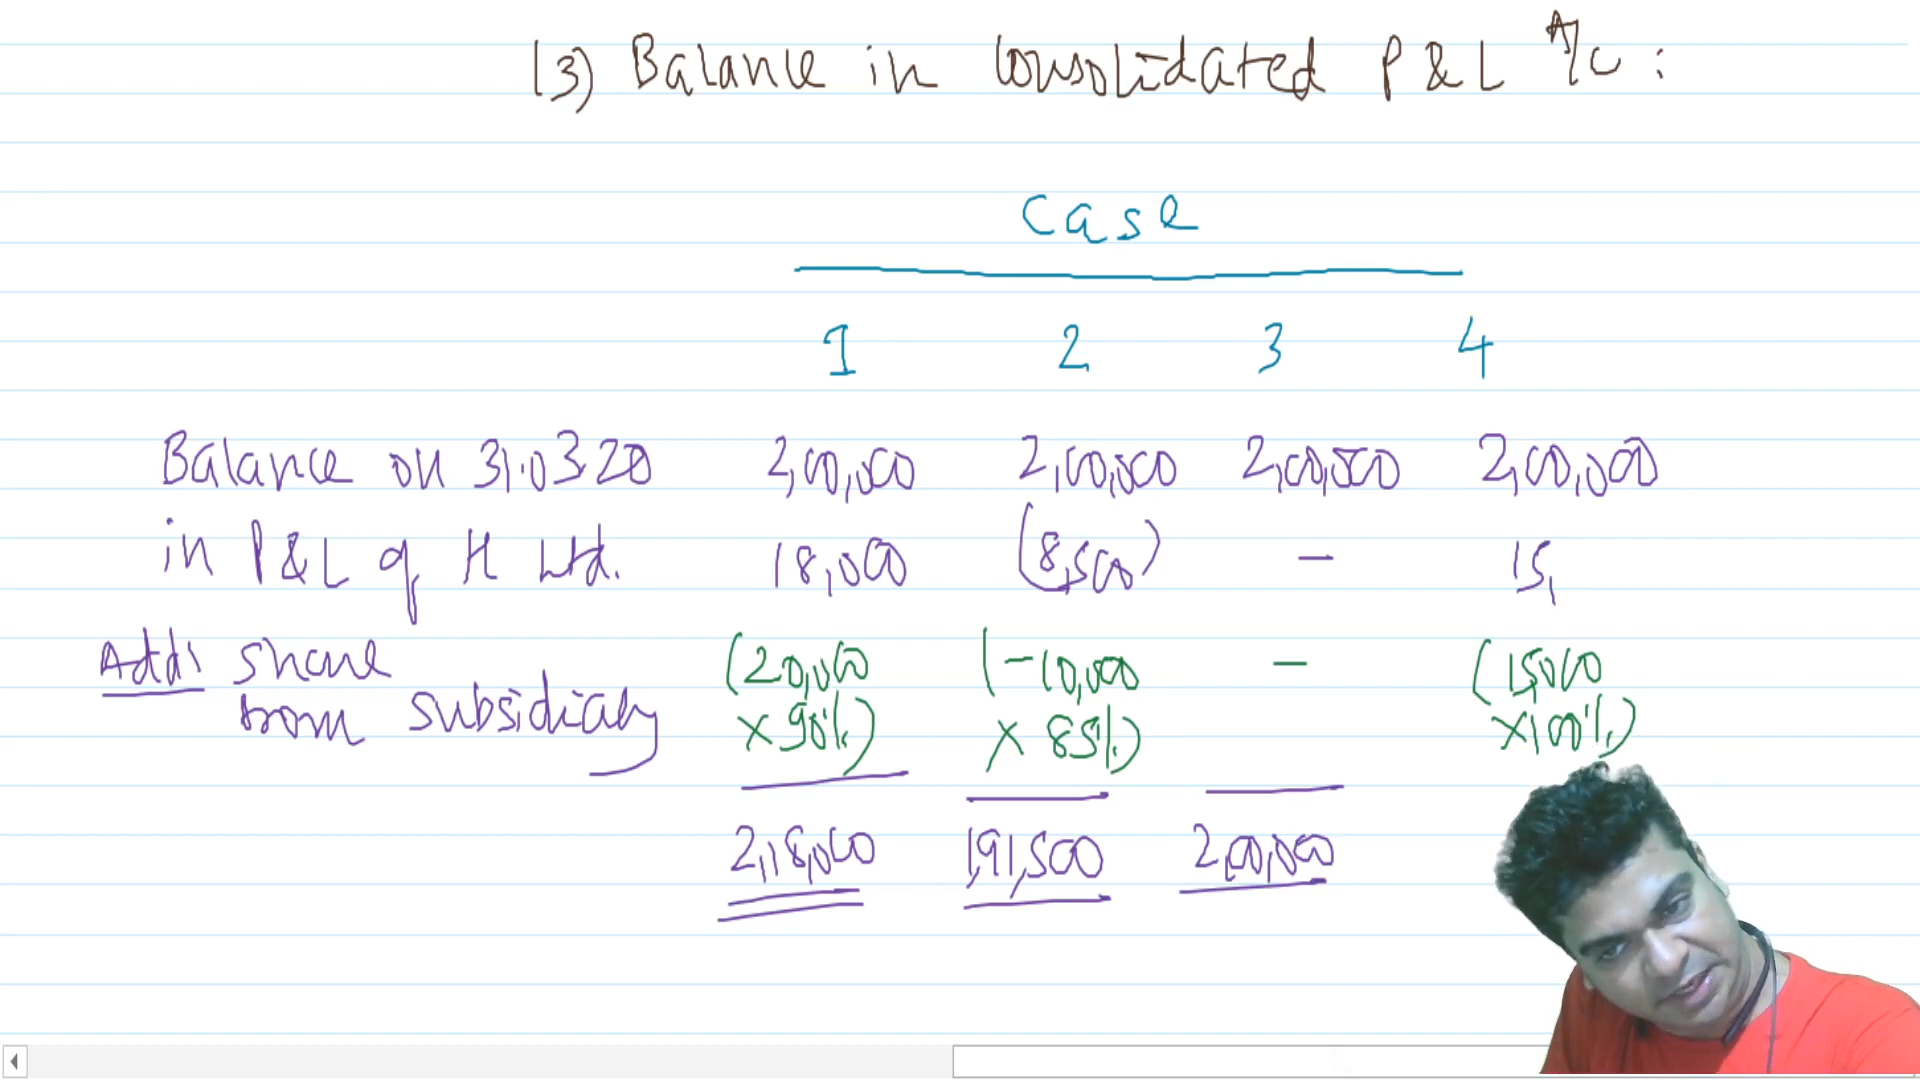 (3) Balance in Consolidated P & L A/c :
Case
1 2 3 4
Balance on 31.03.20 2,00,000 2,00,000 2,00,000 2,00,000
in P&L of H Ltd. 18,000 (8,500) – 15,
Add: Share (20,000 (-10,000 – (15,000
from subsidiary × 90%) × 85%) ×100%)
2,18,000 1,91,500 2,00,000